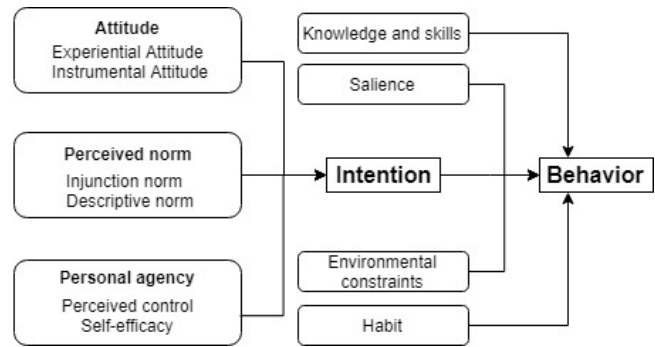 Attitude
Experiential Attitude
Instrumental Attitude
Perceived norm
Injunction norm
Descriptive norm
Personal agency
Perceived control
Self-efficacy
Knowledge and skills
Salience
Intention
Behavior
Environmental
constraints
Habit